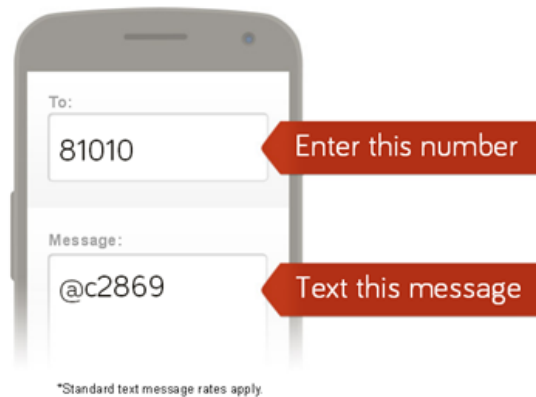 To:
81010
Enter this number
Message:
@c2869
Text this message
*Standard text message rates apply.